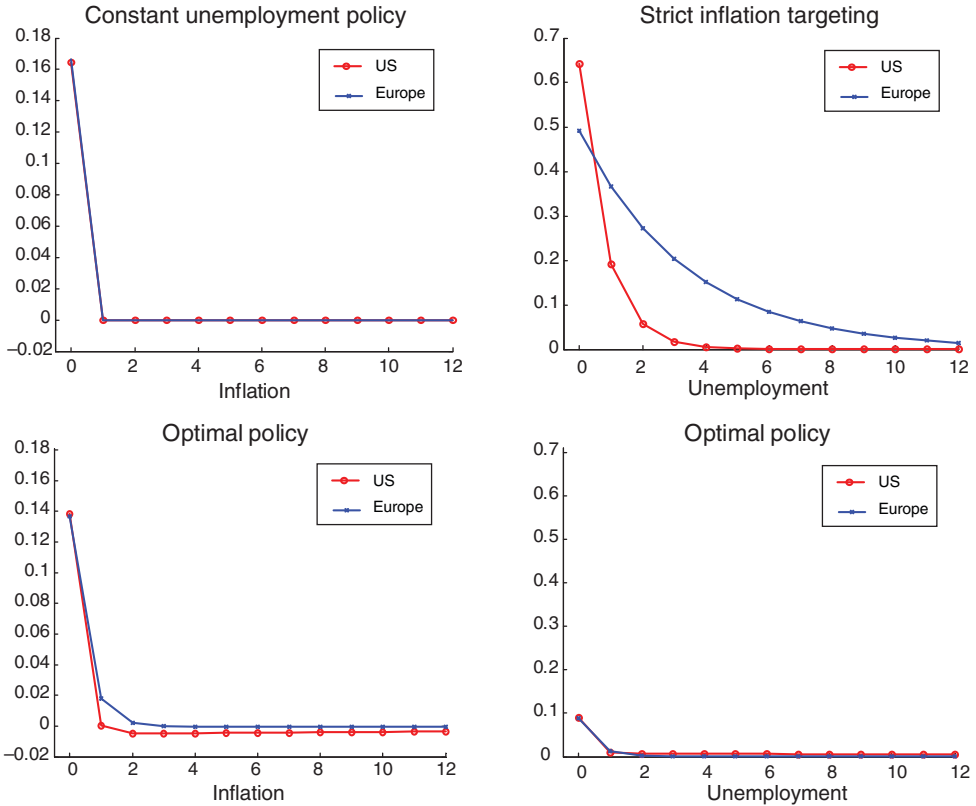 Constant unemployment policy
0.18
0.16
0.14
0.12
0.1
0.08
0.06
0.04
0.02
0
−0.02
0 2 4 6 8 10 12
Inflation
US
Europe
Strict inflation targeting
0.7
0.6
0.5
0.4
0.3
0.2
0.1
0
0 2 4 6 8 10 12
Unemployment
US
Europe
Optimal policy
0.18
0.16
0.14
0.12
0.1
0.08
0.06
0.04
0.02
0
−0.02
0 2 4 6 8 10 12
Inflation
US
Europe
Optimal policy
0.7
0.6
0.5
0.4
0.3
0.2
0.1
0
0 2 4 6 8 10 12
Unemployment
US
Europe